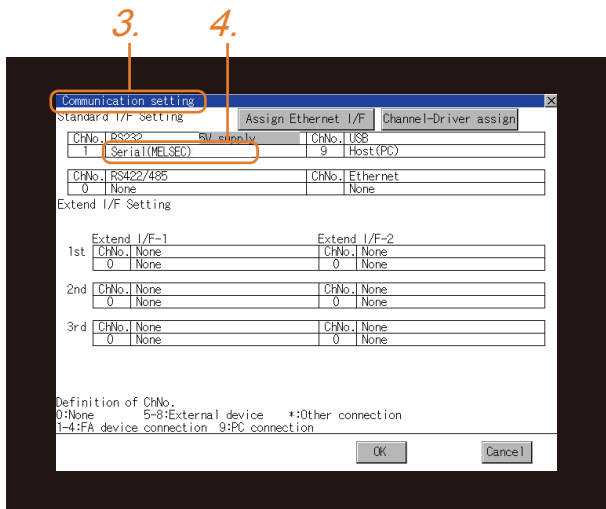 3. 4.
Communication setting
Standard I/F Setting Assign Ethernet I/F Channel-Driver assign
ChNo. RS232 5V supply ChNo. USB
1 Serial(MELSEC) 9 Host(PC)
ChNo. RS422/485 ChNo. Ethernet
0 None None
Extend I/F Setting
Extend I/F-1 Extend I/F-2
1st ChNo. None ChNo. None
0 None 0 None
2nd ChNo. None ChNo. None
0 None 0 None
3rd ChNo. None ChNo. None
0 None 0 None
Definition of ChNo.
0:None 5-8:External device *:Other connection
1-4:FA device connection 9:PC connection
OK Cancel